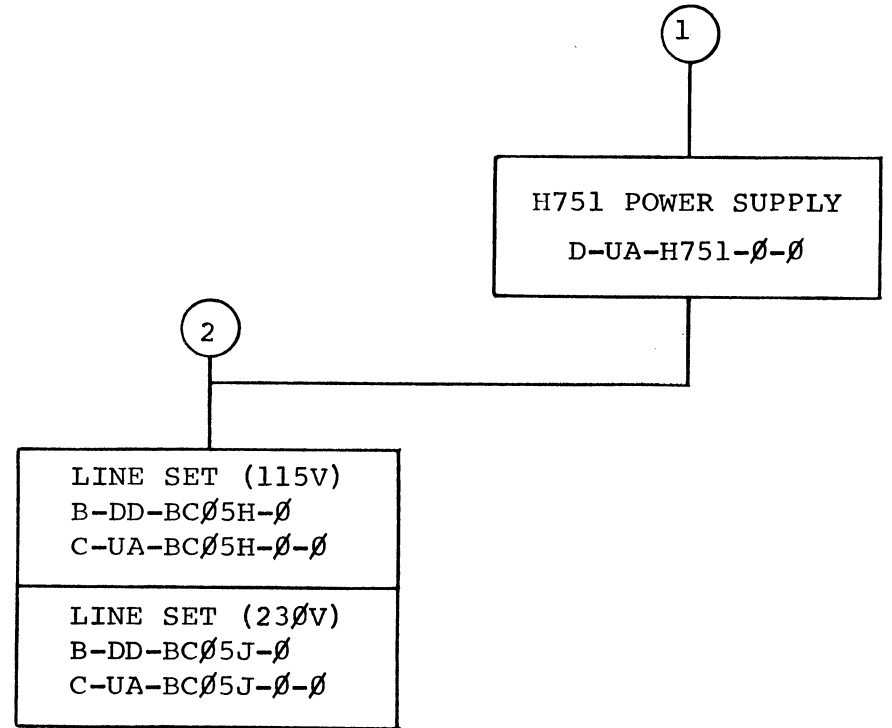 1
H751 POWER SUPPLY
D-UA-H751-Ø-Ø
2
LINE SET (115V)
B-DD-BCØ5H-Ø
C-UA-BCØ5H-Ø-Ø
LINE SET (23ØV)
B-DD-BCØ5J-Ø
C-UA-BCØ5J-Ø-Ø